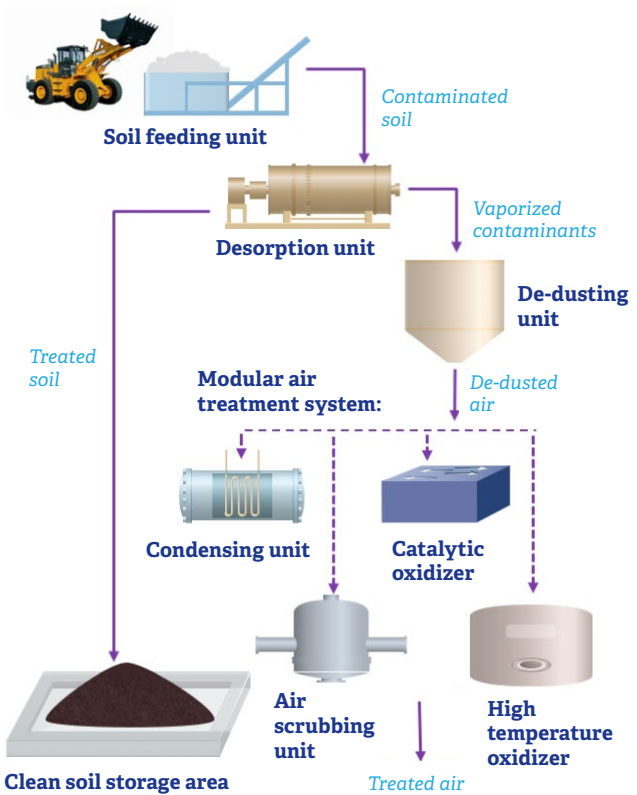 Contaminated
soil
Soil feeding unit
Vaporized
contaminants
Desorption unit
De-dusting
unit
Treated
soil
Modular air
treatment system:
De-dusted
air
Condensing unit
Catalytic
oxidizer
Air
scrubbing
unit
High
temperature
oxidizer
Clean soil storage area
Treated air